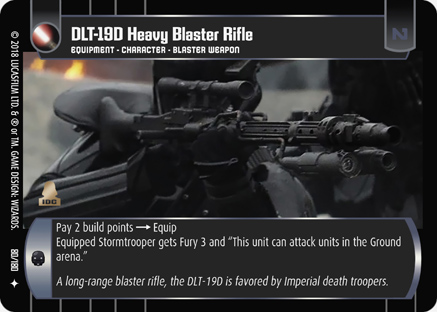 DLT-19D Heavy Blaster Rifle
EQUIPMENT • CHARACTER • BLASTER WEAPON
N
© 2018 LUCASFILM LTD. & ® OR TM. GAME DESIGN: WIZARDS.
IDC
Pay 2 build points → Equip
Equipped Stormtrooper gets Fury 3 and “This unit can attack units in the Ground
arena.”
A long-range blaster rifle, the DLT-19D is favored by Imperial death troopers.